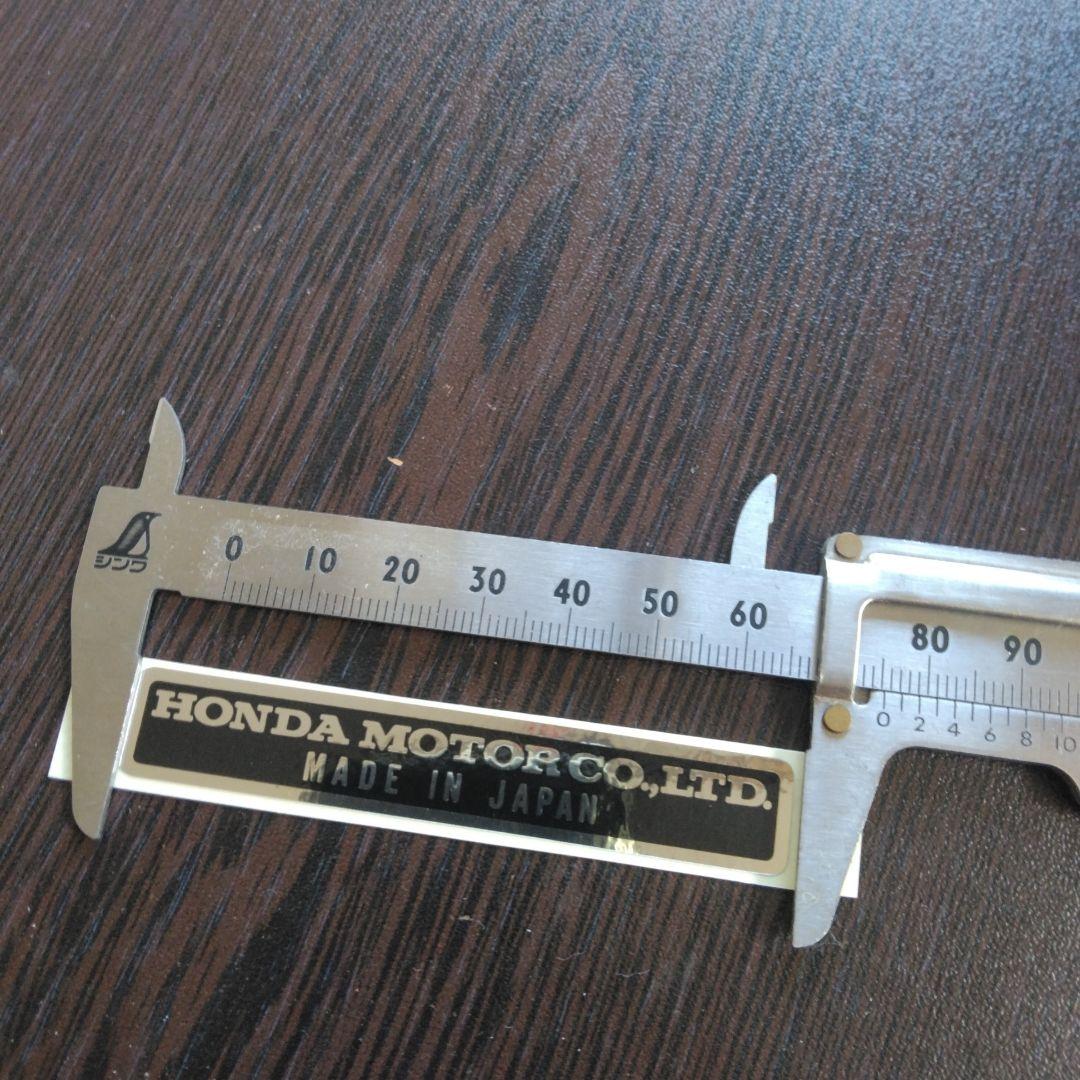 シンワ
0 10 20 30 40 50 60 80 90
0 2 4 6 8 10
HONDA MOTOR CO.,LTD.
MADE IN JAPAN